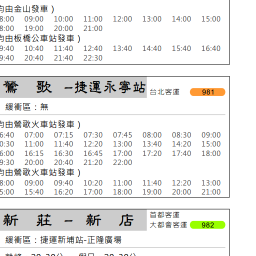 均由金山發車 )
8:00 09:00 10:00 11:00 12:00 13:00 14:00 15:00
8:00 19:00 20:00 21:00
均由板橋公車站發車 )
9:40 10:40 11:40 12:40 13:40 14:40 15:40 16:40
9:40 20:40 21:40 22:30
鶯 歌 –捷運永寧站
台北客運 981
緩衝區：無
均由鶯歌火車站發車 )
6:40 07:00 07:15 07:30 07:45 08:00 08:30 09:00
0:30 11:00 11:40 12:20 13:00 13:40 14:20 15:00
6:00 16:15 16:30 16:45 17:00 17:20 17:40 18:00
9:30 20:00 20:40 21:20 22:00
均由鶯歌火車站發車 )
8:00 09:00 09:40 10:20 11:00 11:40 12:20 13:00
5:00 15:40 16:20 17:00 18:00 19:00 20:00 21:00
新 莊 – 新 店
首都客運
大都會客運 982
緩衝區：捷運新埔站-正隆廣場